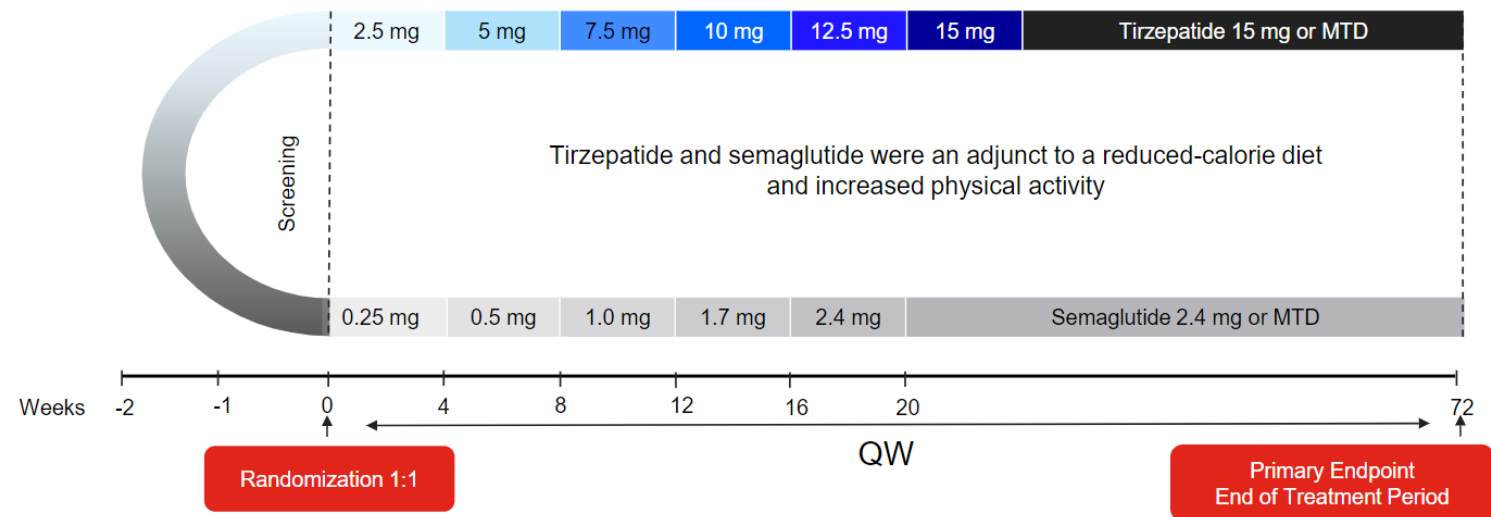 2.5 mg 5 mg 7.5 mg 10 mg 12.5 mg 15 mg Tirzepatide 15 mg or MTD
Screening
Tirzepatide and semaglutide were an adjunct to a reduced-calorie diet
and increased physical activity
0.25 mg 0.5 mg 1.0 mg 1.7 mg 2.4 mg Semaglutide 2.4 mg or MTD
Weeks -2 -1 0 4 8 12 16 20 72
QW
Randomization 1:1
Primary Endpoint
End of Treatment Period